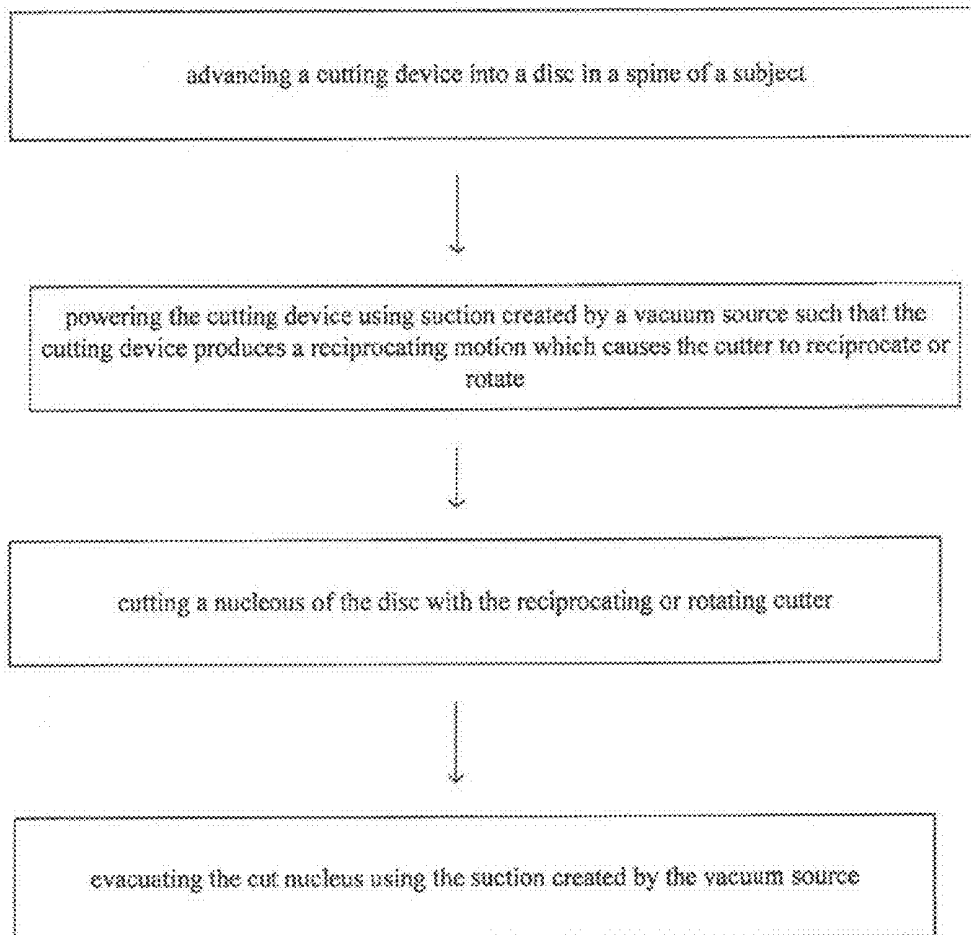 advancing a cutting device into a disc in a spine of a subject
powering the cutting device using suction created by a vacuum source such that the
cutting device produces a reciprocating motion which causes the cutter to reciprocate or
rotate
cutting a nucleous of the disc with the reciprocating or rotating cutter
evacuating the cut nucleus using the suction created by the vacuum source